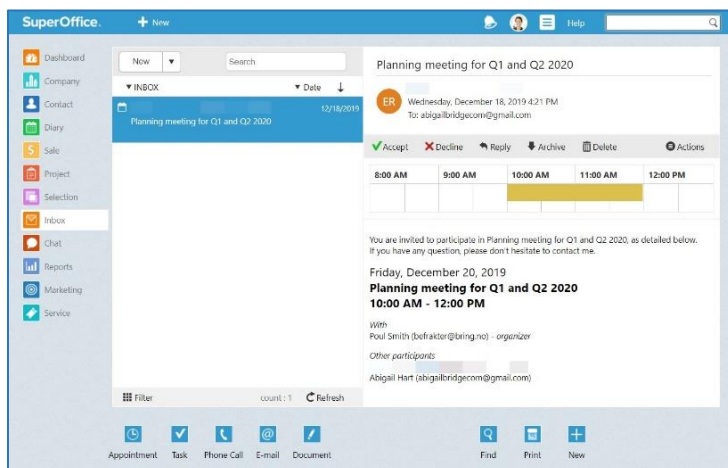 SuperOffice.
+ New
Help
Dashboard
Company
Contact
Diary
Sale
Project
Selection
Inbox
Chat
Reports
Marketing
Service
New
Search
INBOX
Date
12/18/2019
Planning meeting for Q1 and Q2 2020
Filter
count : 1
Refresh
Planning meeting for Q1 and Q2 2020
ER
Wednesday, December 18, 2019 4:21 PM
To: abigailbridgecom@gmail.com
Accept Decline Reply Archive Delete Actions
8:00 AM 9:00 AM 10:00 AM 11:00 AM 12:00 PM
You are invited to participate in Planning meeting for Q1 and Q2 2020, as detailed below.
If you have any question, please don't hesitate to contact me.
Friday, December 20, 2019
Planning meeting for Q1 and Q2 2020
10:00 AM - 12:00 PM
With
Poul Smith (befrakter@bring.no) - organizer
Other participants
Abigail Hart (abigailbridgecom@gmail.com)
Appointment Task Phone Call E-mail Document Find Print New